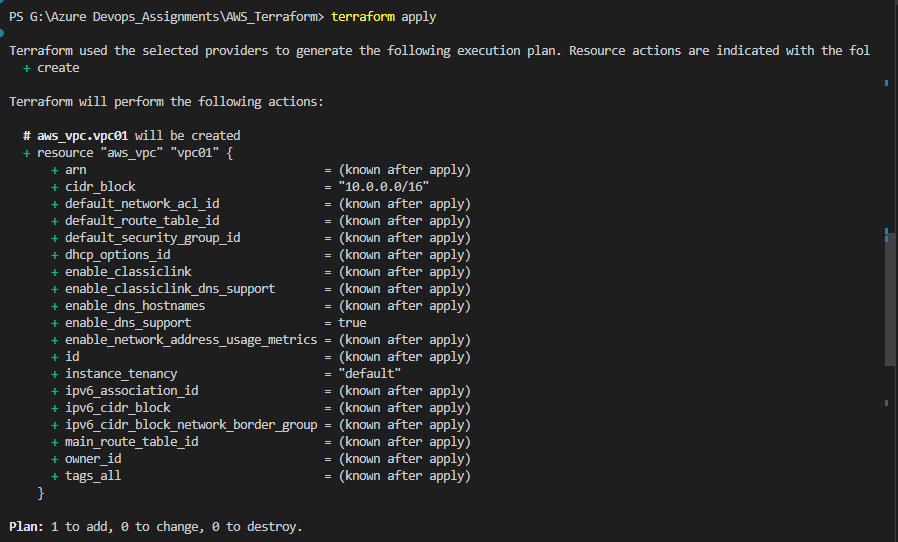 PS G:\Azure Devops_Assignments\AWS_Terraform> terraform apply
Terraform used the selected providers to generate the following execution plan. Resource actions are indicated with the fol
+ create
Terraform will perform the following actions:
# aws_vpc.vpc01 will be created
+ resource "aws_vpc" "vpc01" {
+ arn = (known after apply)
+ cidr_block = "10.0.0.0/16"
+ default_network_acl_id = (known after apply)
+ default_route_table_id = (known after apply)
+ default_security_group_id = (known after apply)
+ dhcp_options_id = (known after apply)
+ enable_classiclink = (known after apply)
+ enable_classiclink_dns_support = (known after apply)
+ enable_dns_hostnames = (known after apply)
+ enable_dns_support = true
+ enable_network_address_usage_metrics = (known after apply)
+ id = (known after apply)
+ instance_tenancy = "default"
+ ipv6_association_id = (known after apply)
+ ipv6_cidr_block = (known after apply)
+ ipv6_cidr_block_network_border_group = (known after apply)
+ main_route_table_id = (known after apply)
+ owner_id = (known after apply)
+ tags_all = (known after apply)
}
Plan: 1 to add, 0 to change, 0 to destroy.